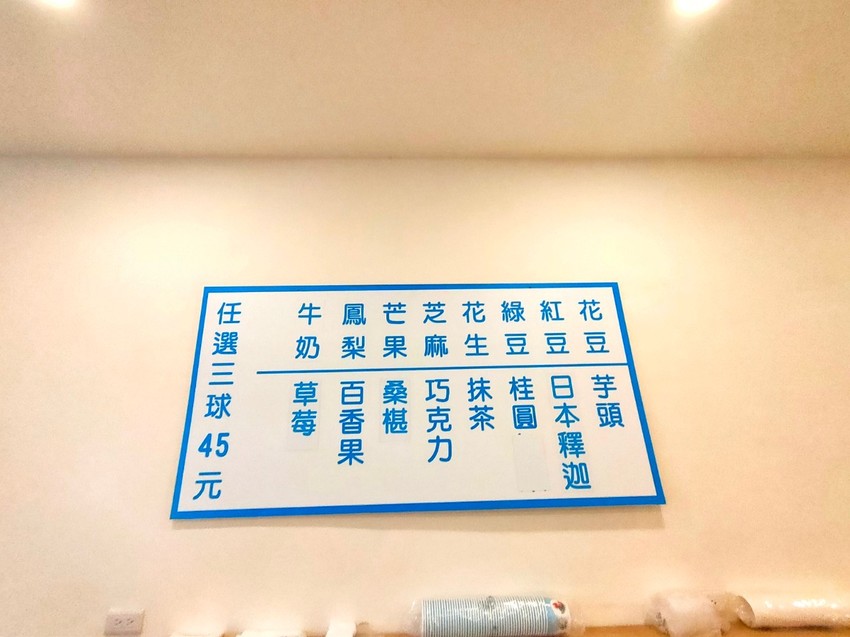 花豆
紅豆
綠豆
花生
芝麻
芒果
鳳梨
牛奶
芋頭
日本釋迦
桂圓
抹茶
巧克力
桑椹
百香果
草莓
任選三球45元